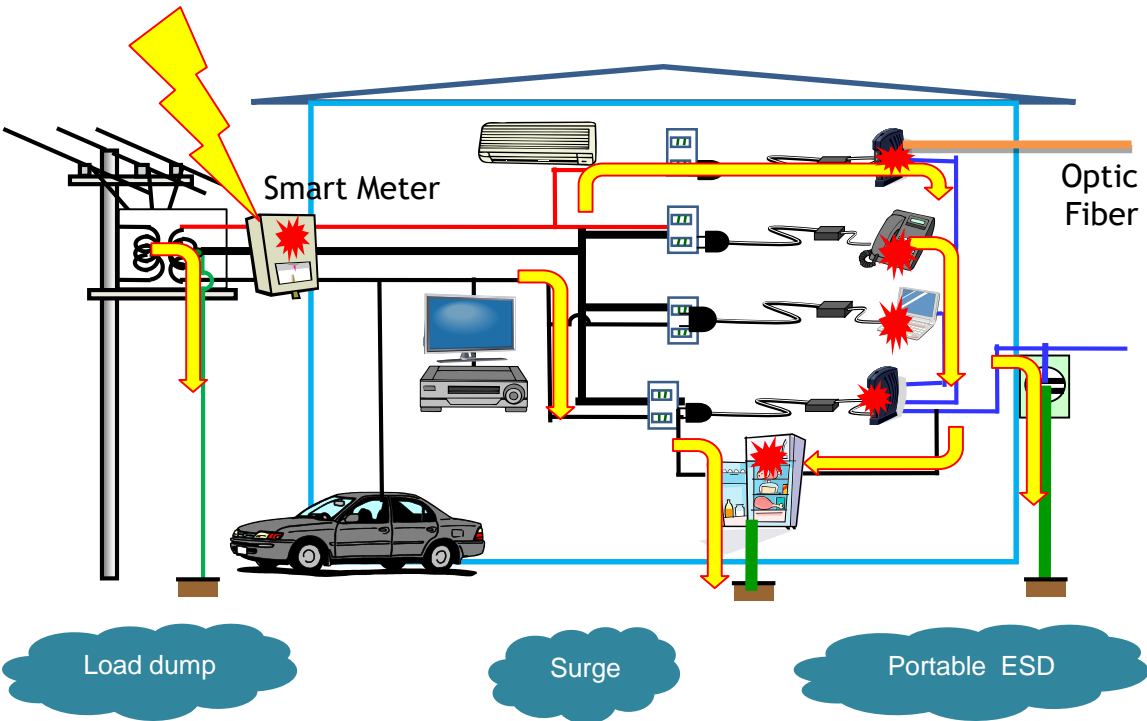 Smart Meter
Optic
Fiber
Load dump
Surge
Portable ESD